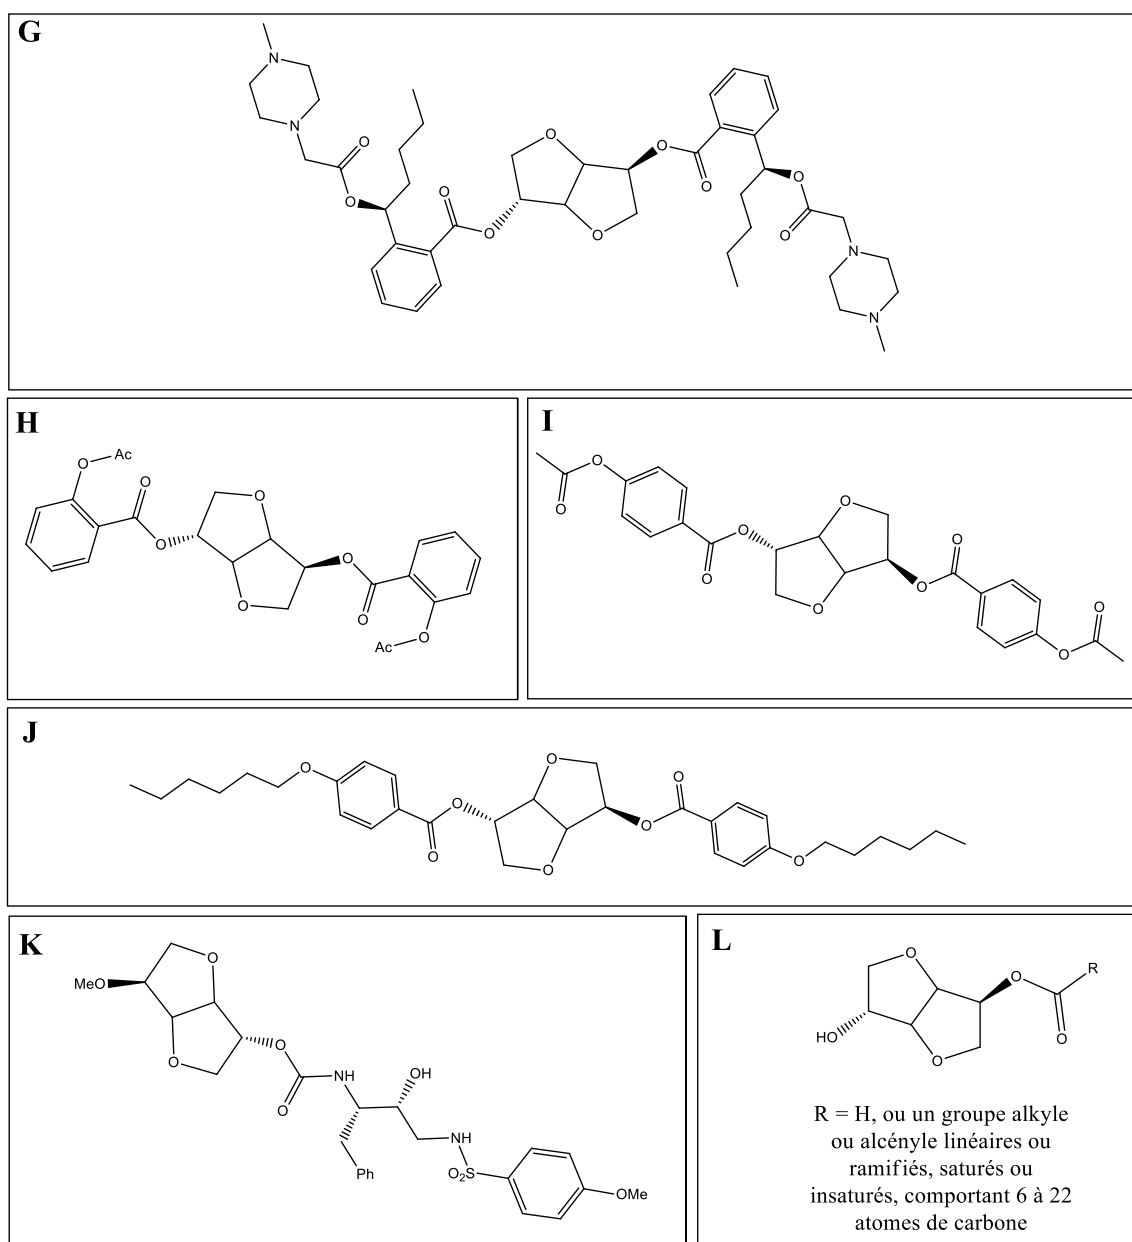 G
N
N
O
O
O
O
O
O
O
O
O
O
O
N
N
H
O
Ac
O
O
O
O
O
O
Ac
O
I
O
O
O
O
O
O
O
O
O
O
J
O
O
O
O
O
O
O
O
K
MeO
O
O
O
O
NH
OH
NH
Ph
O₂S
OMe
L
O
O
R
HO
O
O
R = H, ou un groupe alkyle
ou alcényle linéaires ou
ramifiés, saturés ou
insaturés, comportant 6 à 22
atomes de carbone